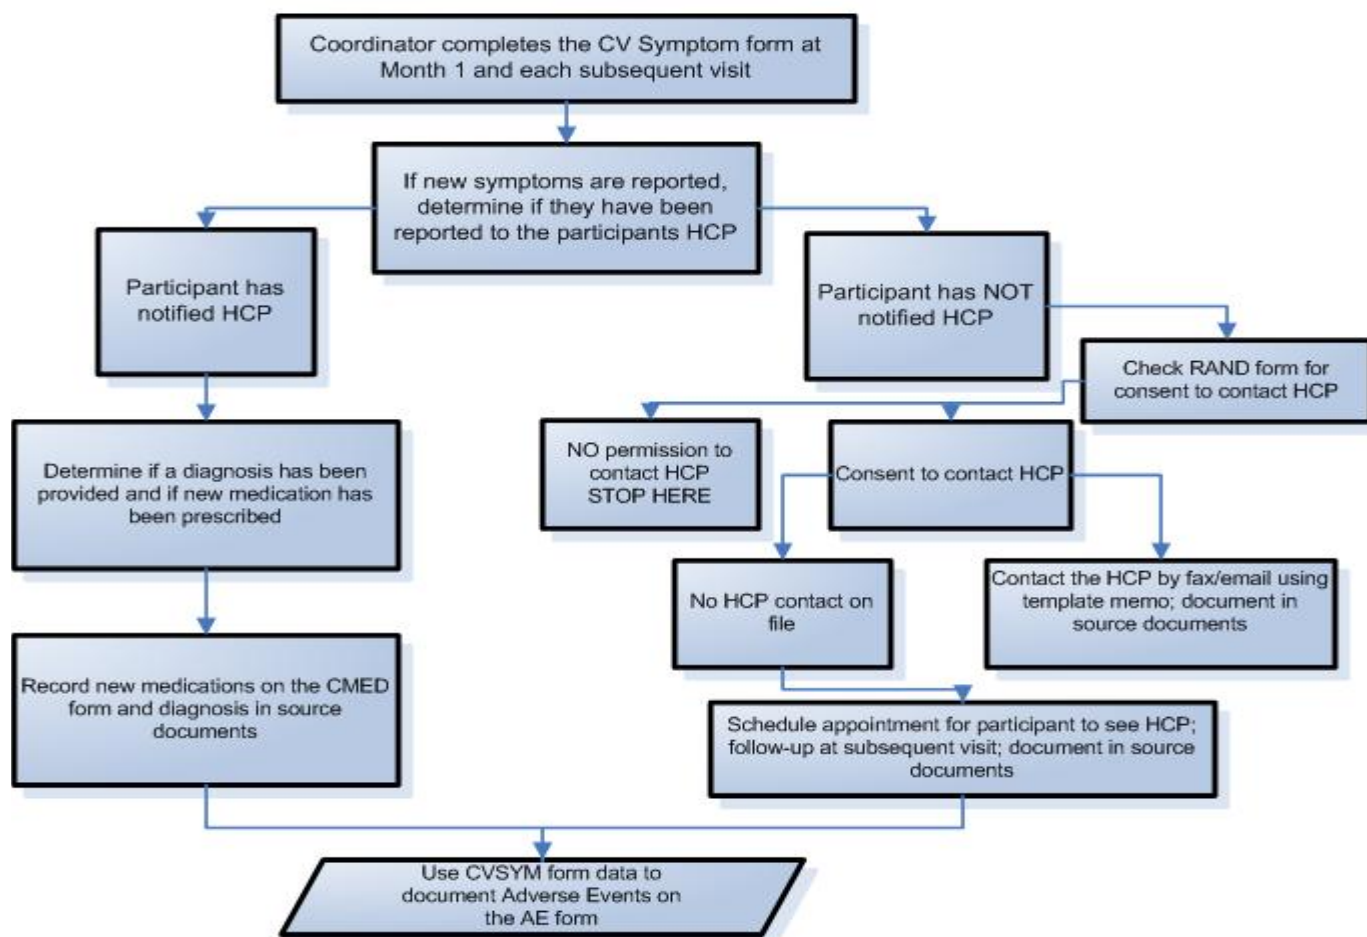 Coordinator completes the CV Symptom form at
Month 1 and each subsequent visit
If new symptoms are reported,
determine if they have been
reported to the participants HCP
Participant has
notified HCP
Participant has NOT
notified HCP
Check RAND form for
consent to contact HCP
Determine if a diagnosis has been
provided and if new medication has
been prescribed
NO permission to
contact HCP
STOP HERE
Consent to contact HCP
No HCP contact on
file
Contact the HCP by fax/email using
template memo; document in
source documents
Record new medications on the CMED
form and diagnosis in source
documents
Schedule appointment for participant to see HCP;
follow-up at subsequent visit; document in source
documents
Use CVSYM form data to
document Adverse Events on
the AE form